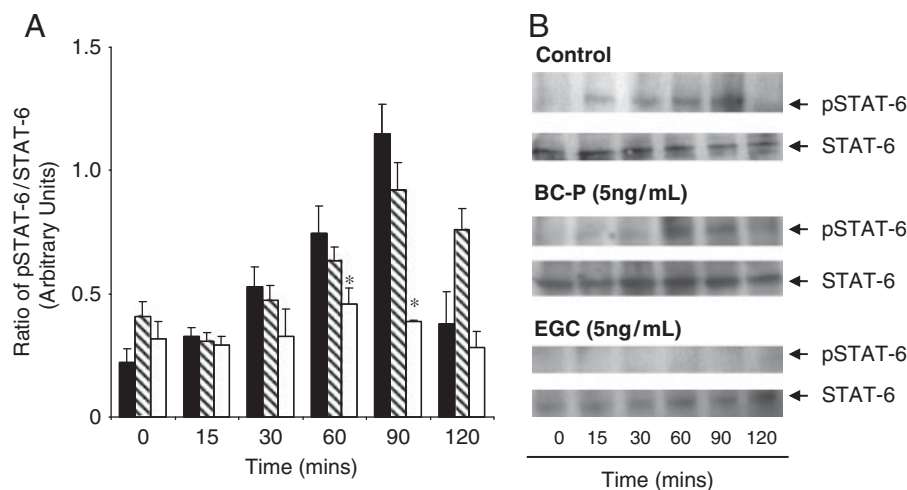 A
1.5
1.0
0.5
0
Ratio of pSTAT-6/STAT-6
(Arbitrary Units)
*
*
0 15 30 60 90 120
Time (mins)
B
Control
pSTAT-6
STAT-6
BC-P (5ng/mL)
pSTAT-6
STAT-6
EGC (5ng/mL)
pSTAT-6
STAT-6
0 15 30 60 90 120
Time (mins)